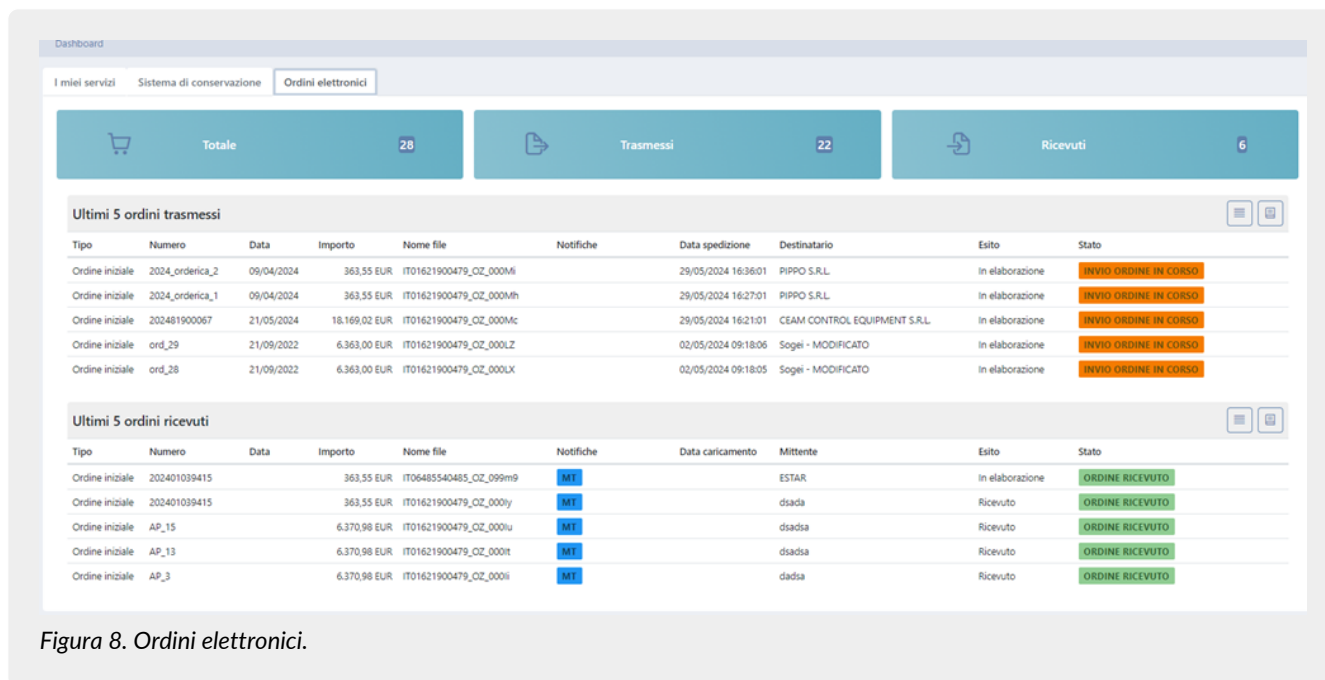 Dashboard
I miei servizi Sistema di conservazione Ordini elettronici
Totale 28 Trasmessi 22 Ricevuti 6
Ultimi 5 ordini trasmessi
Tipo Numero Data Importo Nome file Notifiche Data spedizione Destinatario Esito Stato
Ordine iniziale 2024_orderica_2 09/04/2024 363,55 EUR IT01621900479_OZ_000Mi 29/05/2024 16:36:01 PIPPO S.R.L. In elaborazione INVIO ORDINE IN CORSO
Ordine iniziale 2024_orderica_1 09/04/2024 363,55 EUR IT01621900479_OZ_000Mh 29/05/2024 16:27:01 PIPPO S.R.L. In elaborazione INVIO ORDINE IN CORSO
Ordine iniziale 202481900067 21/05/2024 18.169,02 EUR IT01621900479_OZ_000Mc 29/05/2024 16:21:01 CEAM CONTROL EQUIPMENT S.R.L. In elaborazione INVIO ORDINE IN CORSO
Ordine iniziale ord_29 21/09/2022 6.363,00 EUR IT01621900479_OZ_000LZ 02/05/2024 09:18:06 Sogei - MODIFICATO In elaborazione INVIO ORDINE IN CORSO
Ordine iniziale ord_28 21/09/2022 6.363,00 EUR IT01621900479_OZ_000LX 02/05/2024 09:18:05 Sogei - MODIFICATO In elaborazione INVIO ORDINE IN CORSO
Ultimi 5 ordini ricevuti
Tipo Numero Data Importo Nome file Notifiche Data caricamento Mittente Esito Stato
Ordine iniziale 202401039415 363,55 EUR IT06485540485_OZ_099m9 MT ESTAR In elaborazione ORDINE RICEVUTO
Ordine iniziale 202401039415 363,55 EUR IT01621900479_OZ_000Iy MT dsada Ricevuto ORDINE RICEVUTO
Ordine iniziale AP_15 6.370,98 EUR IT01621900479_OZ_000Iu MT dsadsa Ricevuto ORDINE RICEVUTO
Ordine iniziale AP_13 6.370,98 EUR IT01621900479_OZ_000It MT dsadsa Ricevuto ORDINE RICEVUTO
Ordine iniziale AP_3 6.370,98 EUR IT01621900479_OZ_000Ii MT dadsa Ricevuto ORDINE RICEVUTO
Figura 8. Ordini elettronici.